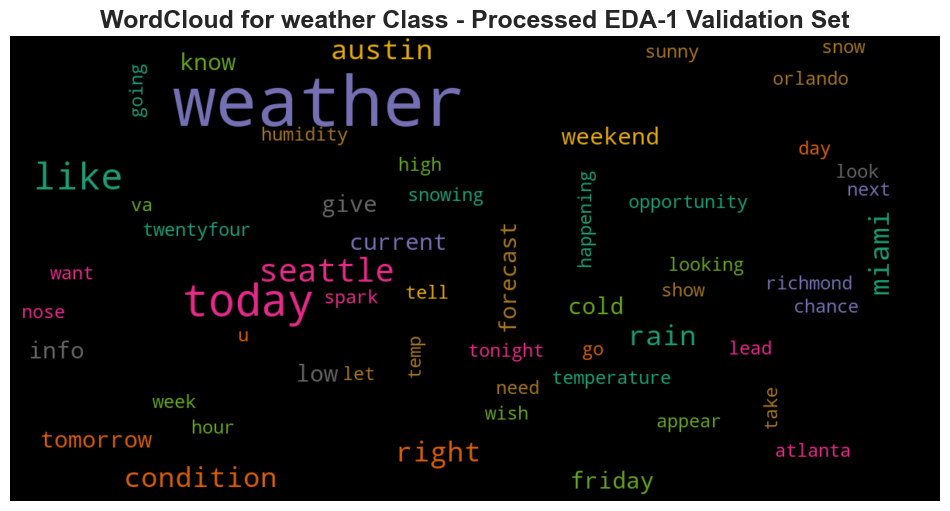 WordCloud for weather Class - Processed EDA-1 Validation Set
austin
sunny
snow
know
going
weather
orlando
humidity
weekend
day
like
high
look
next
snowing
va
give
opportunity
happening
twentyfour
current
miami
forecast
want
seattle
looking
richmond
today
spark
tell
show
cold
chance
nose
u
rain
info
temp
tonight
go
lead
low
let
temperature
need
week
take
wish
hour
appear
tomorrow
right
atlanta
condition
friday